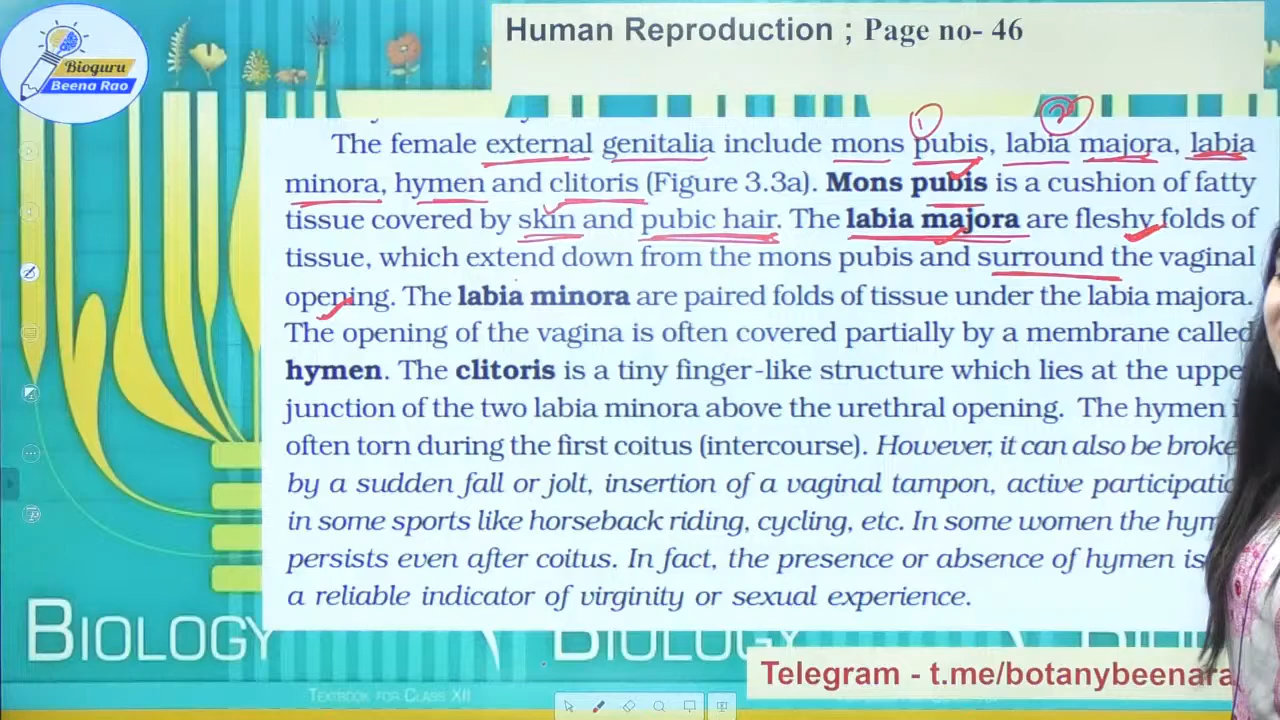 Human Reproduction ; Page no- 46
Bioguru
Beena Rao
The female external genitalia include mons pubis, labia majora, labia
minora, hymen and clitoris (Figure 3.3a). Mons pubis is a cushion of fatty
tissue covered by skin and pubic hair. The labia majora are fleshy folds of
tissue, which extend down from the mons pubis and surround the vaginal
opening. The labia minora are paired folds of tissue under the labia majora.
The opening of the vagina is often covered partially by a membrane called
hymen. The clitoris is a tiny finger-like structure which lies at the uppe
junction of the two labia minora above the urethral opening. The hymen i
often torn during the first coitus (intercourse). However, it can also be broke
by a sudden fall or jolt, insertion of a vaginal tampon, active participatio
in some sports like horseback riding, cycling, etc. In some women the hym
persists even after coitus. In fact, the presence or absence of hymen is
a reliable indicator of virginity or sexual experience.
1
2
BIOLOGY
BIOLOGY
Telegram - t.me/botanybeenara
TEXTBOOK FOR CLASS XII